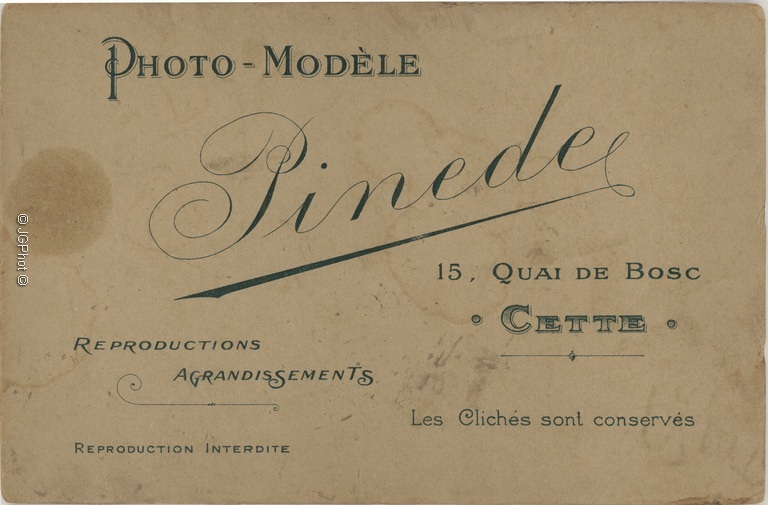 PHOTO-MODÈLE
Pinede
15, QUAI DE BOSC
• CETTE •
REPRODUCTIONS
AGRANDISSEMENTS
Les Clichés sont conservés
REPRODUCTION INTERDITE
© JGPhot ©